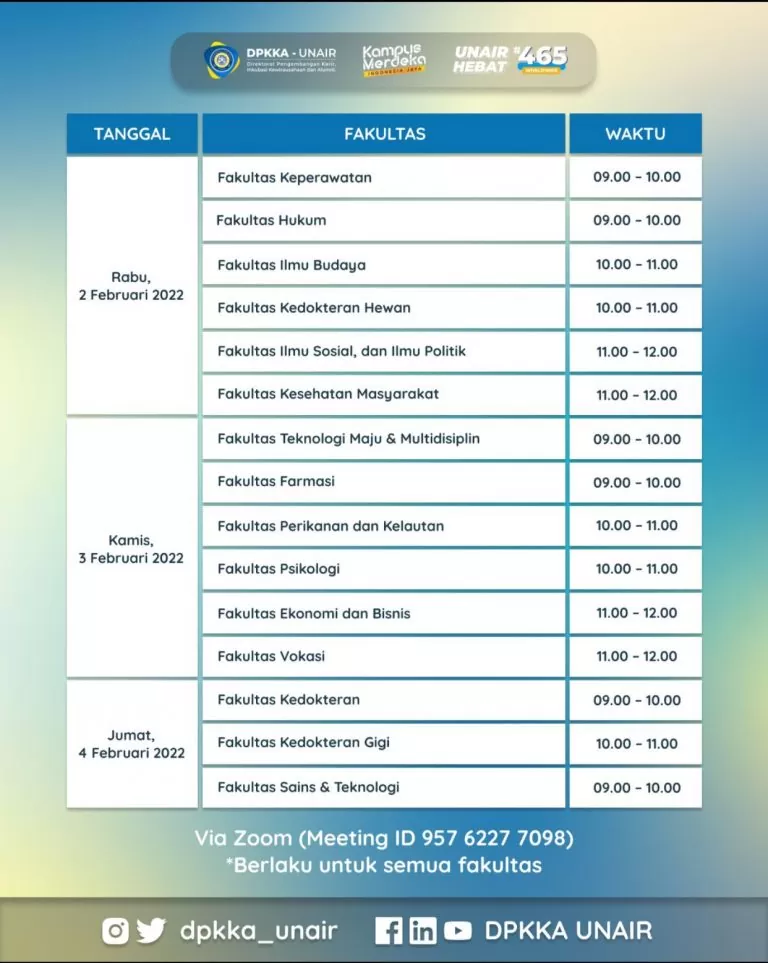 DPKKA - UNAIR
Direktorat Pengembangan Karir,
Inkubasi Kewirausahaan dan Alumni.
Kampus
Merdeka
INDONESIA JAYA
UNAIR
HEBAT
#465
WORLDWIDE
TANGGAL FAKULTAS WAKTU
Rabu,
2 Februari 2022
Fakultas Keperawatan 09.00 – 10.00
Fakultas Hukum 09.00 – 10.00
Fakultas Ilmu Budaya 10.00 – 11.00
Fakultas Kedokteran Hewan 10.00 – 11.00
Fakultas Ilmu Sosial, dan Ilmu Politik 11.00 – 12.00
Fakultas Kesehatan Masyarakat 11.00 – 12.00
Kamis,
3 Februari 2022
Fakultas Teknologi Maju & Multidisiplin 09.00 – 10.00
Fakultas Farmasi 09.00 – 10.00
Fakultas Perikanan dan Kelautan 10.00 – 11.00
Fakultas Psikologi 10.00 – 11.00
Fakultas Ekonomi dan Bisnis 11.00 – 12.00
Fakultas Vokasi 11.00 – 12.00
Jumat,
4 Februari 2022
Fakultas Kedokteran 09.00 – 10.00
Fakultas Kedokteran Gigi 10.00 – 11.00
Fakultas Sains & Teknologi 09.00 – 10.00
Via Zoom (Meeting ID 957 6227 7098)
*Berlaku untuk semua fakultas
dpkka_unair DPKKA UNAIR